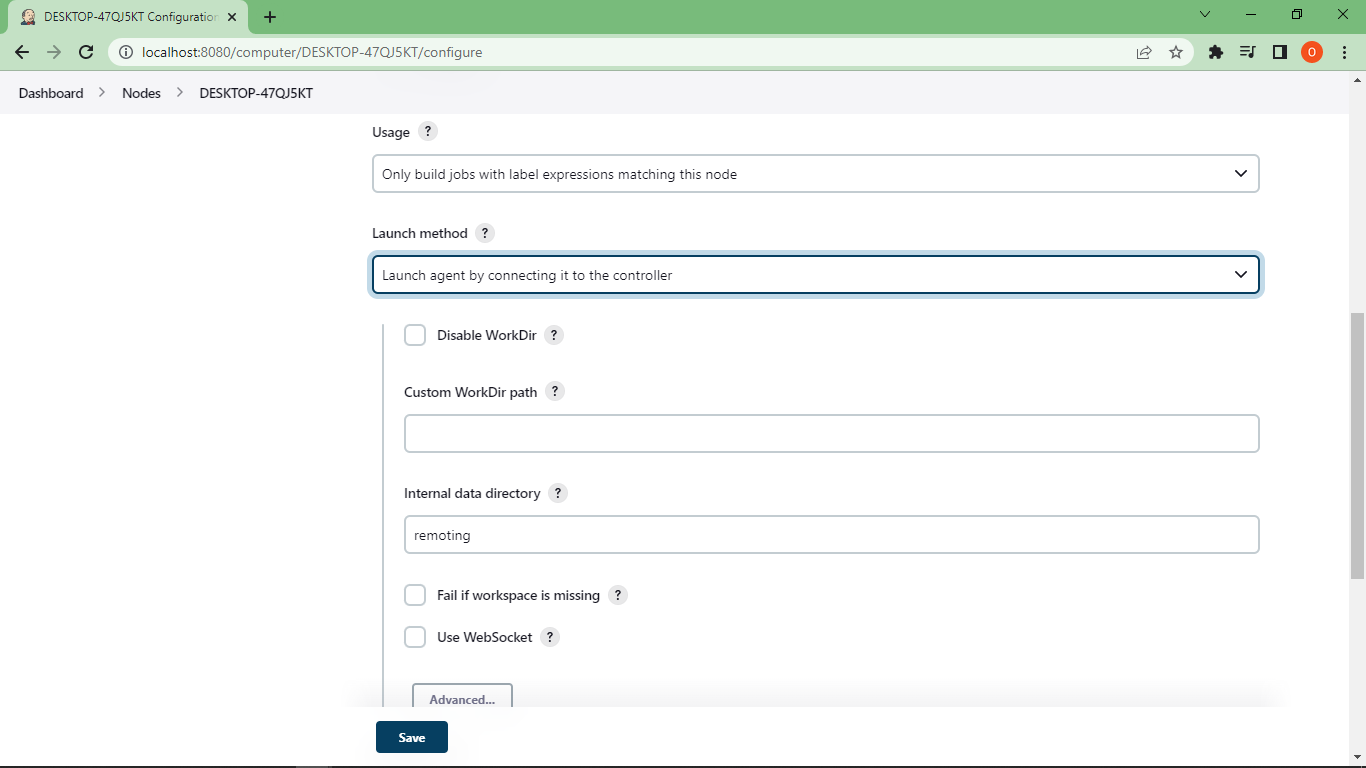 DESKTOP-47QJ5KT Configuration
localhost:8080/computer/DESKTOP-47QJ5KT/configure
O
Dashboard > Nodes > DESKTOP-47QJ5KT
Usage ?
Only build jobs with label expressions matching this node
Launch method ?
Launch agent by connecting it to the controller
Disable WorkDir ?
Custom WorkDir path ?
Internal data directory ?
remoting
Fail if workspace is missing ?
Use WebSocket ?
Advanced...
Save